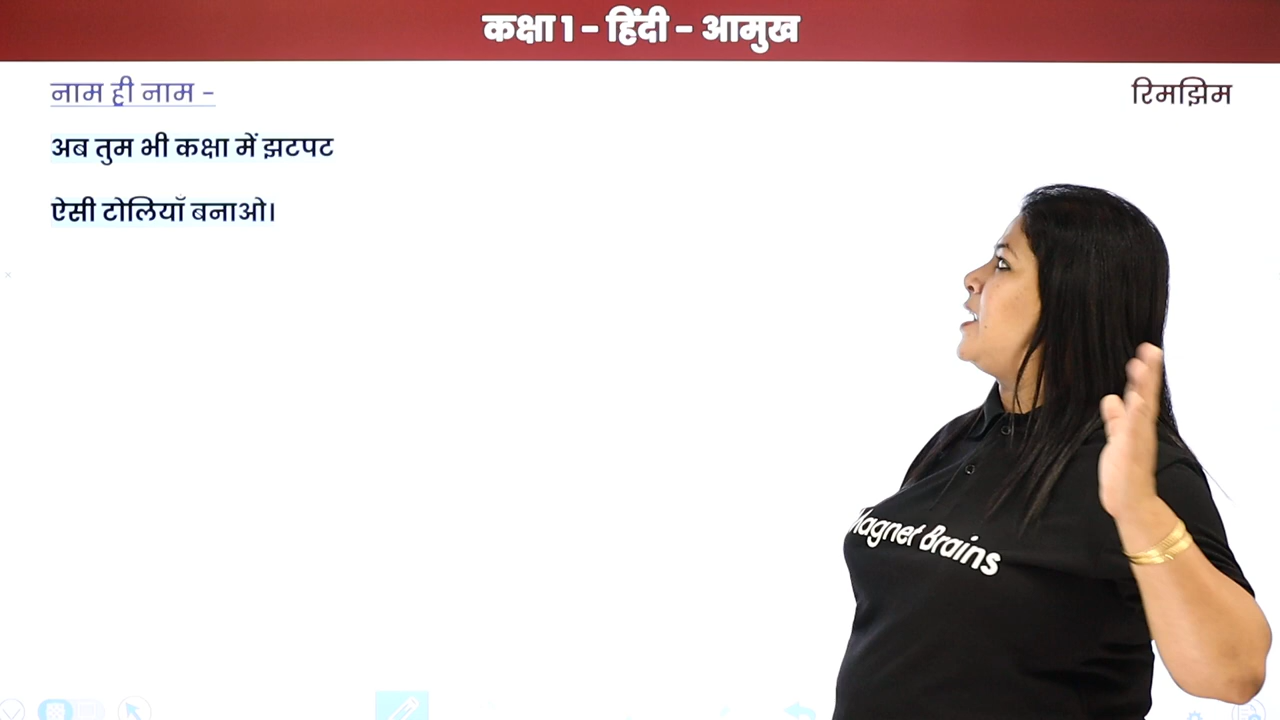 कक्षा 1 - हिंदी - आमुख
नाम ही नाम -
रिमझिम
अब तुम भी कक्षा में झटपट
ऐसी टोलियाँ बनाओ।
Magnet Brains